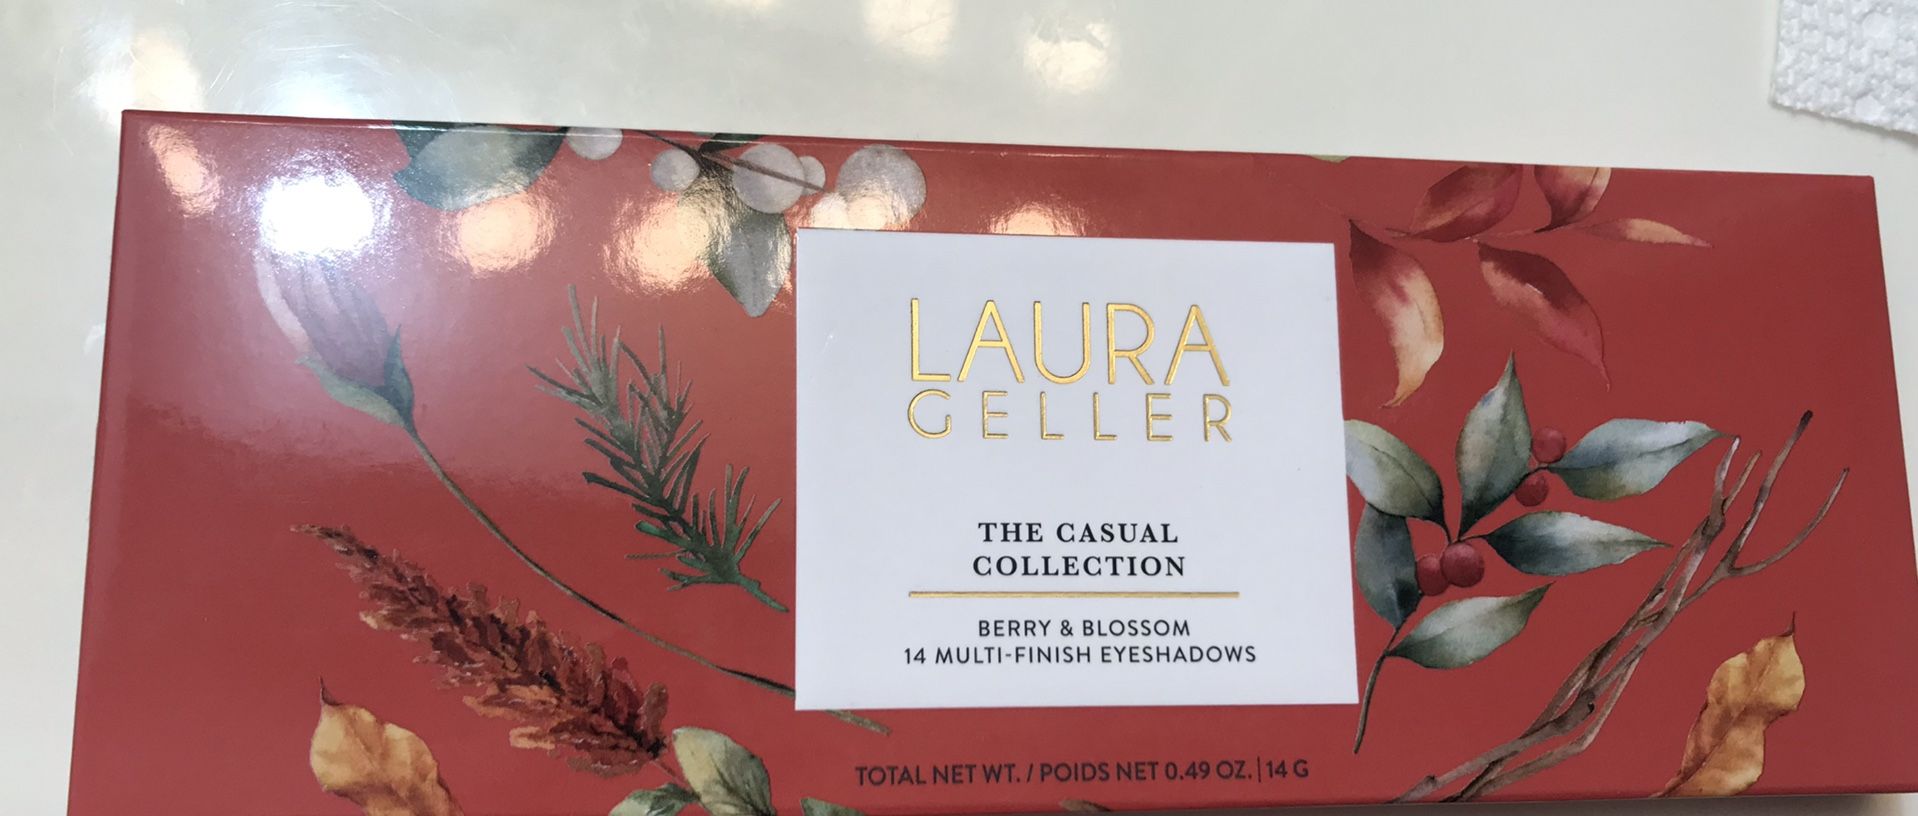 LAURA
GELLER
THE CASUAL
COLLECTION
BERRY & BLOSSOM
14 MULTI-FINISH EYESHADOWS
TOTAL NET WT. / POIDS NET 0.49 OZ. | 14 G